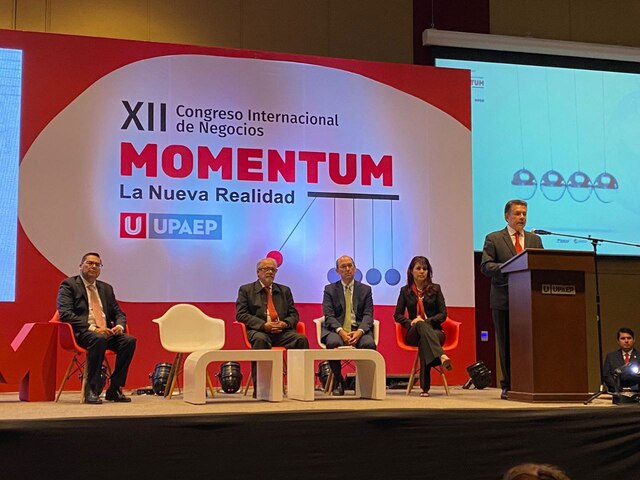 XII Congreso Internacional
de Negocios
MOMENTUM
La Nueva Realidad
U UPAEP
U UPAEP
M